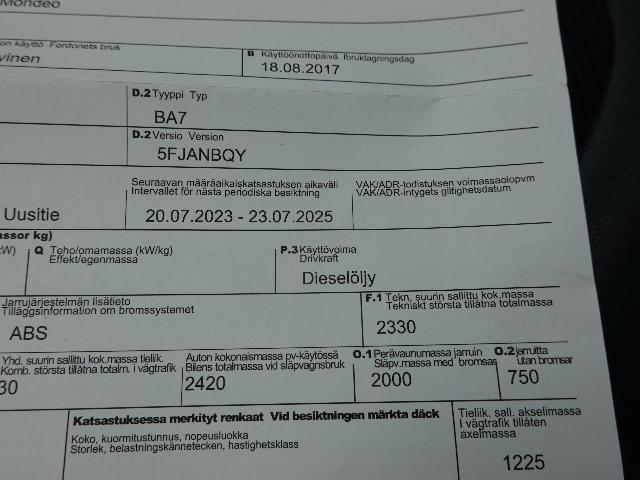 Mondeo
käyttö Fordonets bruk
B Käyttöönottopäivä Ibruktagningsdag
18.08.2017
D.2 Tyyppi Typ
BA7
D.2 Versio Version
5FJANBQY
Seuraavan määräaikaiskatsastuksen aikaväli
Intervallet för nästa periodiska besiktning
VAK/ADR-todistuksen voimassaolopvm
VAK/ADR-intygets giltighetsdatum
Uusitie
20.07.2023 - 23.07.2025
kg)
Q Teho/omamassa (kW/kg)
Effekt/egenmassa
P.3 Käyttövoima
Drivkraft
Dieselöljy
Jarrujärjestelmän lisätieto
Tilläggsinformation om bromssystemet
ABS
F.1 Tekn. suurin sallittu kok.massa
Tekniskt största tillåtna totalmassa
2330
Yhd. suurin sallittu kok.massa tieliik.
Komb. största tillåtna totalm. i vägtrafik
30
Auton kokonaismassa pv-käytössä
Bilens totalmassa vid släpvagnsbruk
2420
O.1 Perävaunumassa jarruin
Släpv.massa med bromsar
2000
O.2 jarruitta
utan bromsar
750
Katsastuksessa merkityt renkaat Vid besiktningen märkta däck
Koko, kuormitustunnus, nopeusluokka
Storlek, belastningskännetecken, hastighetsklass
Tieliik. sall. akselimassa
I vägtrafik tillåten
axelmassa
1225